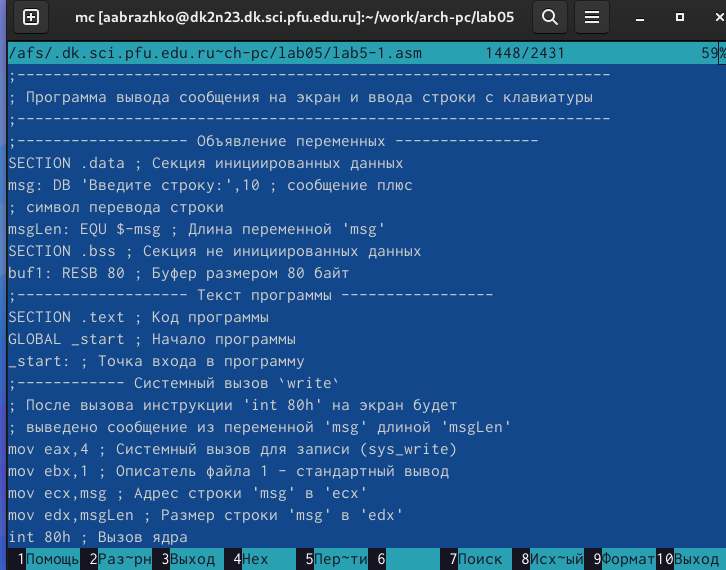 mc [aabrazhko@dk2n23.dk.sci.pfu.edu.ru]:~/work/arch-pc/lab05
/afs/.dk.sci.pfu.edu.ru~ch-pc/lab05/lab5-1.asm 1448/2431 59%
;------------------------------------------------------------------
; Программа вывода сообщения на экран и ввода строки с клавиатуры
;------------------------------------------------------------------
;------------------- Объявление переменных ----------------
SECTION .data ; Секция инициированных данных
msg: DB 'Введите строку:',10 ; сообщение плюс
; символ перевода строки
msgLen: EQU $-msg ; Длина переменной 'msg'
SECTION .bss ; Секция не инициированных данных
buf1: RESB 80 ; Буфер размером 80 байт
;------------------- Текст программы -----------------
SECTION .text ; Код программы
GLOBAL _start ; Начало программы
_start: ; Точка входа в программу
;------------ Системный вызов `write`
; После вызова инструкции 'int 80h' на экран будет
; выведено сообщение из переменной 'msg' длиной 'msgLen'
mov eax,4 ; Системный вызов для записи (sys_write)
mov ebx,1 ; Описатель файла 1 - стандартный вывод
mov ecx,msg ; Адрес строки 'msg' в 'ecx'
mov edx,msgLen ; Размер строки 'msg' в 'edx'
int 80h ; Вызов ядра
1Помощь 2Раз~рн 3Выход 4Hex 5Пер~ти 6 7Поиск 8Исх~ый 9Формат 10Выход